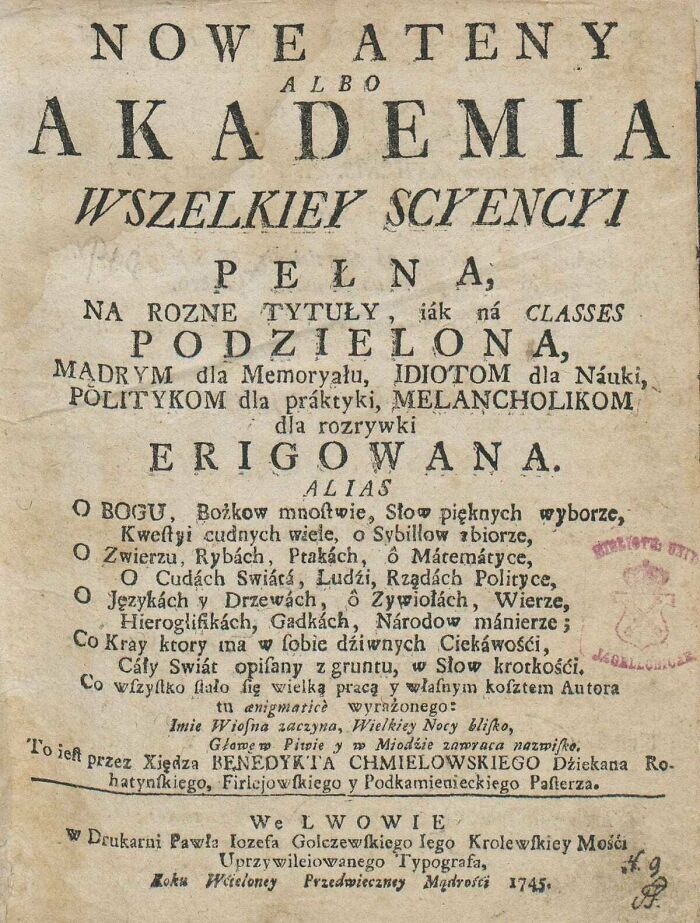 NOWE ATENY
ALBO
AKADEMIA
WSZELKIEY SCYENCYI
PEŁNA,
NA ROZNE TYTUŁY, iák ná CLASSES
PODZIELONA,
MĄDRYM dla Memoryału, IDIOTOM dla Náuki,
POLITYKOM dla práktyki, MELANCHOLIKOM
dla rozrywki
ERIGOWANA.
ALIAS
O BOGU, Bożkow mnoſtwie, Słow pięknych wyborze,
Kweſtyi cudnych wiele, o Sybillow zbiorze,
O Zwierzu, Rybách, Ptakách, ô Mátemátyce,
O Cudách Swiátá, Ludźi, Rządách Polityce,
O Językách y Drzewách, ô Zywiołách, Wierze,
Hieroglifikách, Gadkách, Národow mánierze;
Co Kray ktory ma w ſobie dźiwnych Ciekáwośći,
Cáły Swiát opiſany z gruntu, w Słow krotkośći.
Co wſzyſtko ſtało się wielką pracą y właſnym koſztem Autora
tu ænigmaticè wyrażonego:
Imie Wioſna zaczyna, Wielkiey Nocy bliſko,
Głowę w Piwie y w Miodźie zawraca nazwiſko.
To ieſt przez Xiędza BENEDYKTA CHMIELOWSKIEGO Dźiekana Ro-
hatynſkiego, Firlejowſkiego y Podkamienieckiego Paſterza.
We LWOWIE
w Drukarni Pawła Iozefa Golczewſkiego Iego Krolewſkiey Mośći
Uprzywileiowanego Typografa,
Roku Wćieloney Przedwieczney Mądrośći 1745.